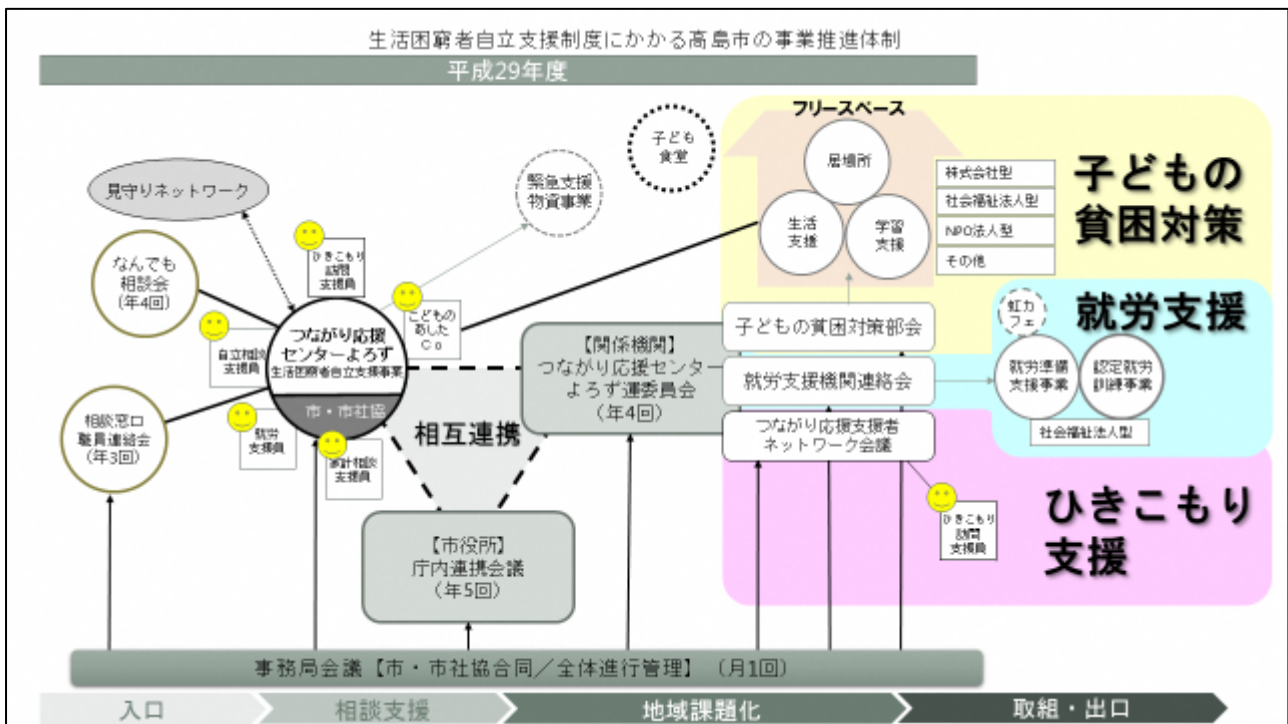 生活困窮者自立支援制度にかかる高島市の事業推進体制
平成29年度
フリースペース
子ども
食堂
居場所
生活
支援
学習
支援
株式会社型
社会福祉法人型
NPO法人型
その他
子どもの
貧困対策
見守りネットワーク
緊急支援
物資事業
なんでも
相談会
(年4回)
ひきこもり
訪問
支援員
こどもの
あした
Co
自立相談
支援員
つながり応援
センターよろず
生活困窮者自立支援事業
市・市社協
相談窓口
職員連絡会
(年3回)
就労
支援員
家計相談
支援員
相互連携
【関係機関】
つながり応援センター
よろず運委員会
(年4回)
子どもの貧困対策部会
就労支援機関連絡会
つながり応援支援者
ネットワーク会議
虹カ
フェ
就労支援
就労準備
支援事業
認定就労
訓練事業
社会福祉法人型
ひきこもり
訪問
支援員
ひきこもり
支援
【市役所】
庁内連携会議
(年5回)
事務局会議【市・市社協合同／全体進行管理】 (月1回)
入口
相談支援
地域課題化
取組・出口